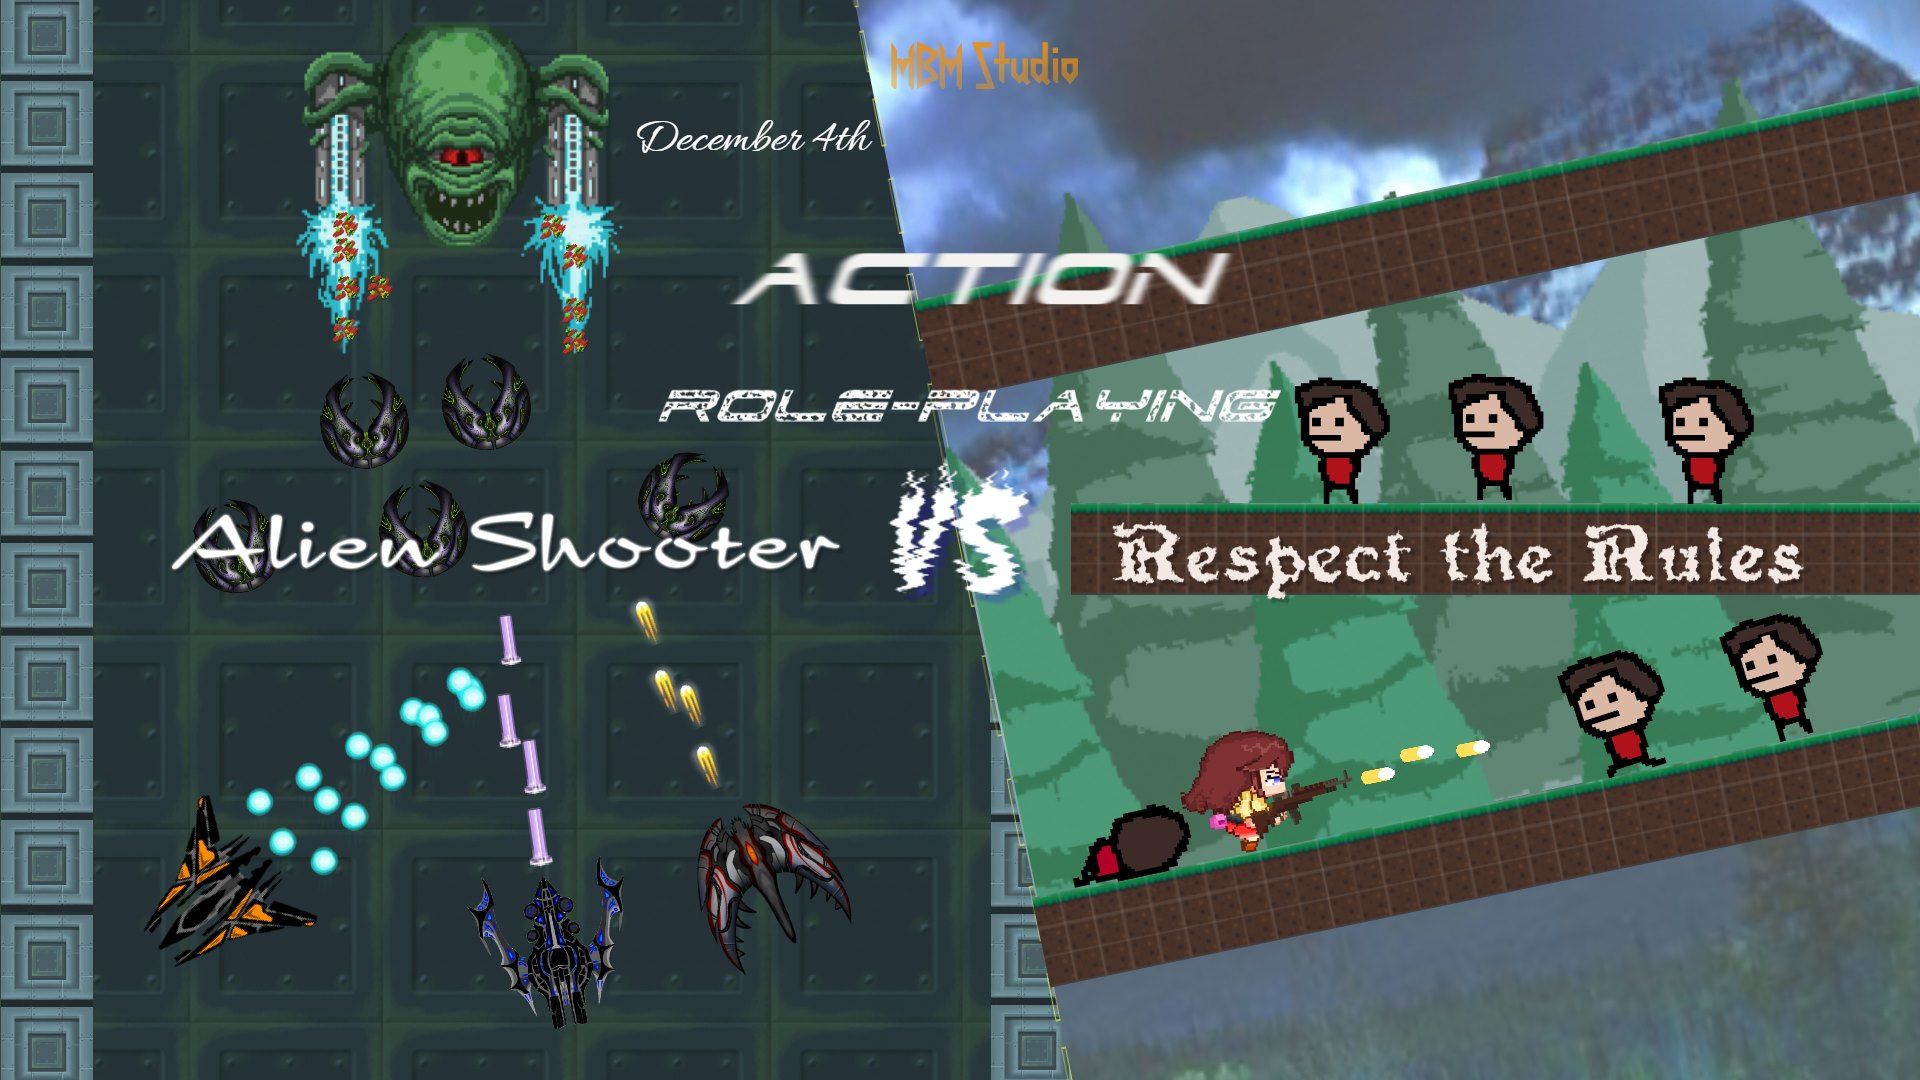 MBM Studio
December 4th
ACTION
ROLE-PLAYING
Alien Shooter VS Respect the Rules